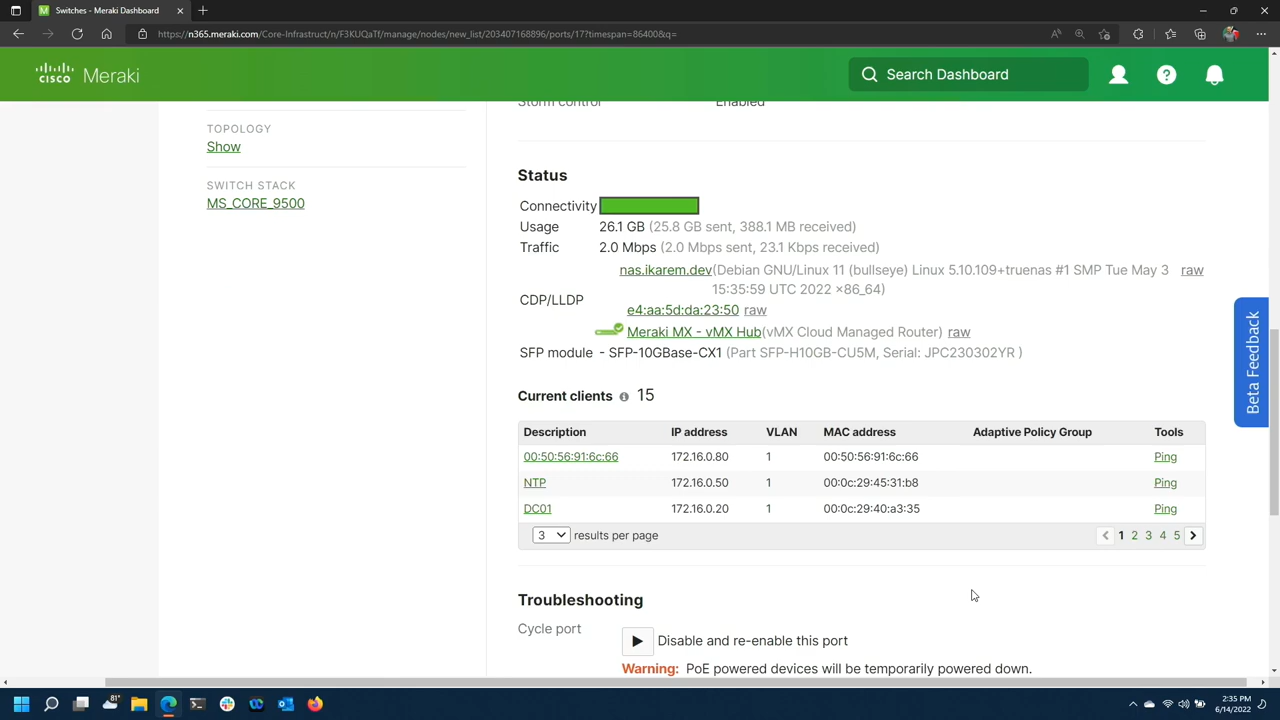 Switches - Meraki Dashboard
https://n365.meraki.com/Core-Infrastruct/n/F3KUQaTf/manage/nodes/new_list/203407168896/ports/17?timespan=86400&q=
CISCO Meraki
Search Dashboard
Storm control Enabled
TOPOLOGY
Show
SWITCH STACK
MS_CORE_9500
Status
Connectivity
Usage 26.1 GB (25.8 GB sent, 388.1 MB received)
Traffic 2.0 Mbps (2.0 Mbps sent, 23.1 Kbps received)
CDP/LLDP
nas.ikarem.dev(Debian GNU/Linux 11 (bullseye) Linux 5.10.109+truenas #1 SMP Tue May 3 raw
15:35:59 UTC 2022 x86_64)
e4:aa:5d:da:23:50 raw
Meraki MX - vMX Hub(vMX Cloud Managed Router) raw
SFP module - SFP-10GBase-CX1 (Part SFP-H10GB-CU5M, Serial: JPC230302YR )
Current clients 15
Description IP address VLAN MAC address Adaptive Policy Group Tools
00:50:56:91:6c:66 172.16.0.80 1 00:50:56:91:6c:66 Ping
NTP 172.16.0.50 1 00:0c:29:45:31:b8 Ping
DC01 172.16.0.20 1 00:0c:29:40:a3:35 Ping
3 results per page < 1 2 3 4 5 >
Troubleshooting
Cycle port
Disable and re-enable this port
Warning: PoE powered devices will be temporarily powered down.
Beta Feedback
81°
2:35 PM
6/14/2022